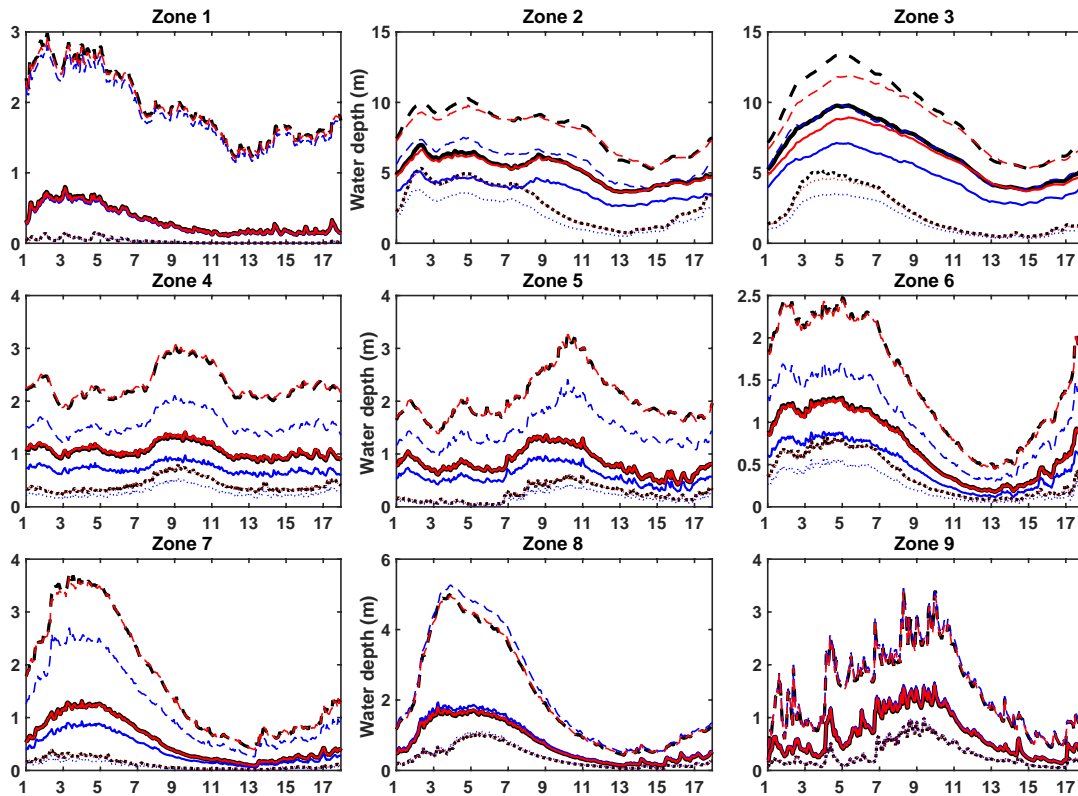 Zone 1 Zone 2 Zone 3
3 15 15
2 10 10
1 5 5
0 0 0
Water depth (m)
Water depth (m)
1 3 5 7 9 11 13 15 17 1 3 5 7 9 11 13 15 17 1 3 5 7 9 11 13 15 17
Zone 4 Zone 5 Zone 6
4 4 2.5
3 3 2
2 2 1.5
1 1 1
0 0 0.5
0
Water depth (m)
1 3 5 7 9 11 13 15 17 1 3 5 7 9 11 13 15 17 1 3 5 7 9 11 13 15 17
Zone 7 Zone 8 Zone 9
4 6 4
3 4 3
2 2 2
1 0 1
0 0
Water depth (m)
1 3 5 7 9 11 13 15 17 1 3 5 7 9 11 13 15 17 1 3 5 7 9 11 13 15 17